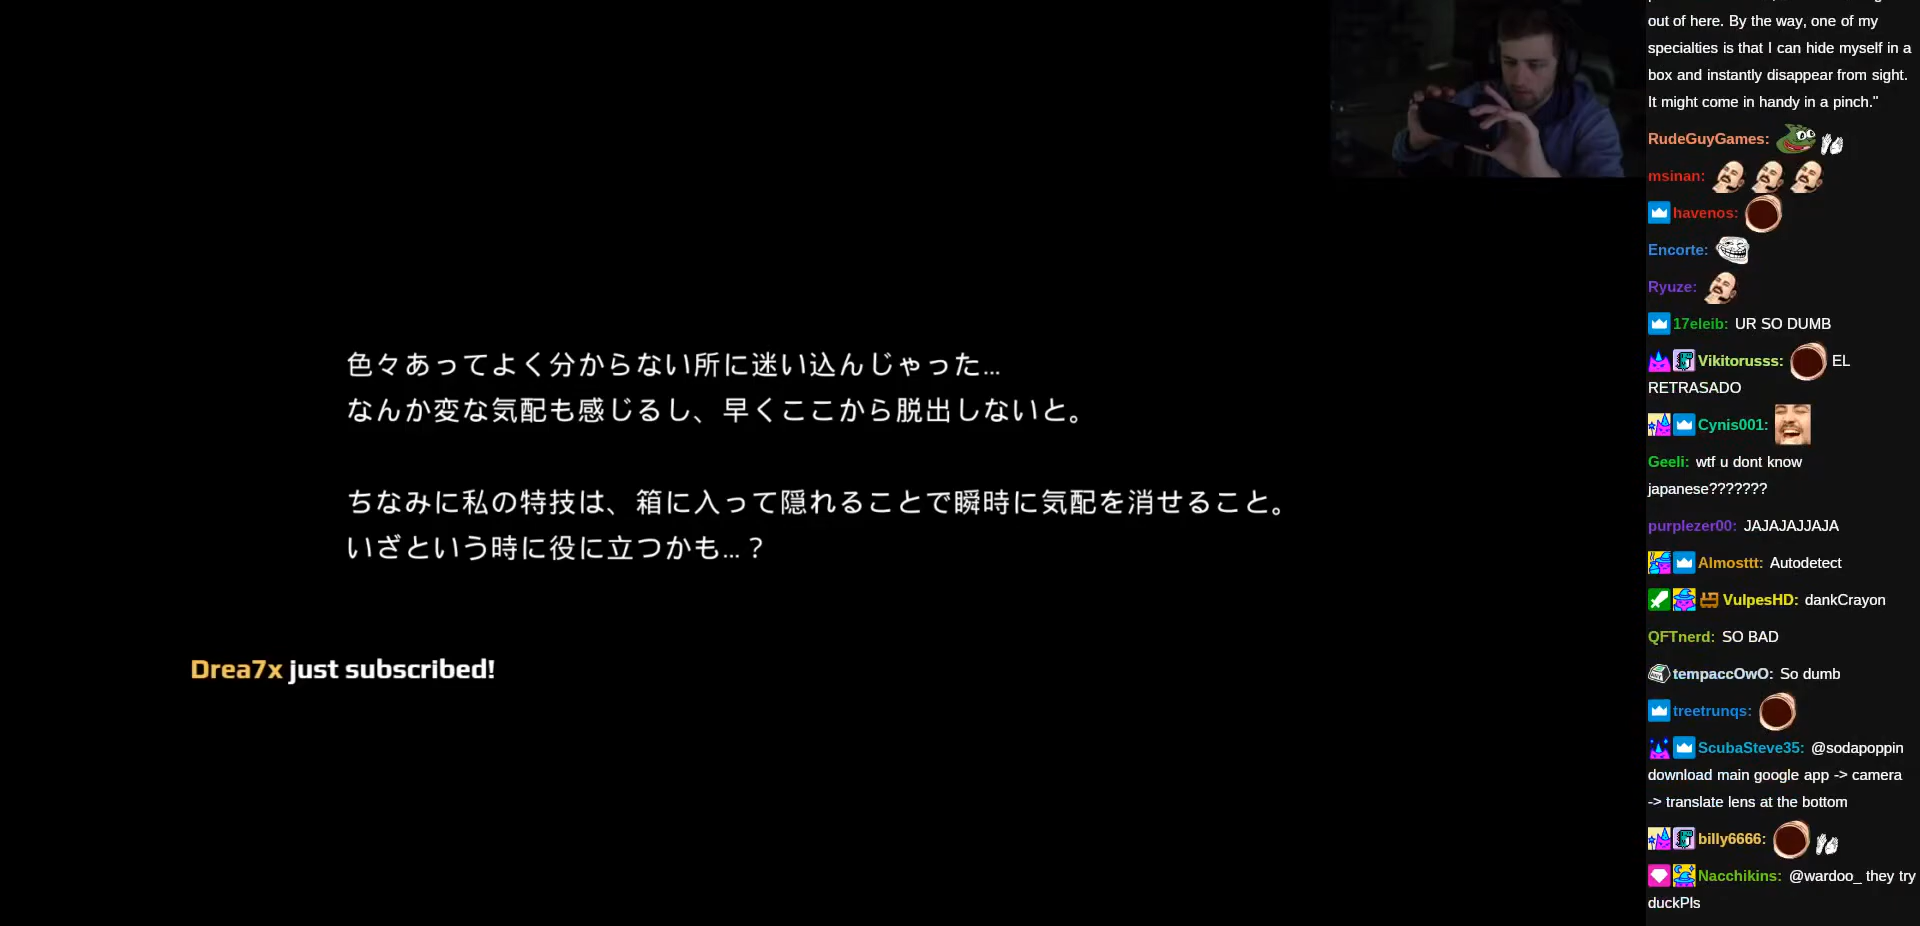 色々あってよく分からない所に迷い込んじゃった...
なんか変な気配も感じるし、早くここから脱出しないと。
ちなみに私の特技は、箱に入って隠れることで瞬時に気配を消せること。
いざという時に役に立つかも...？
Drea7x just subscribed!
out of here. By the way, one of my
specialties is that I can hide myself in a
box and instantly disappear from sight.
It might come in handy in a pinch."
RudeGuyGames:
msinan:
havenos:
Encorte:
Ryuze:
17eleib: UR SO DUMB
Vikitorusss: EL
RETRASADO
Cynis001:
Geeli: wtf u dont know
japanese???????
purplezer00: JAJAJAJJAJA
Almosttt: Autodetect
VulpesHD: dankCrayon
QFTnerd: SO BAD
tempaccOwO: So dumb
treetrunqs:
ScubaSteve35: @sodapoppin
download main google app -> camera
-> translate lens at the bottom
billy6666:
Nacchikins: @wardoo_ they try
duckPls